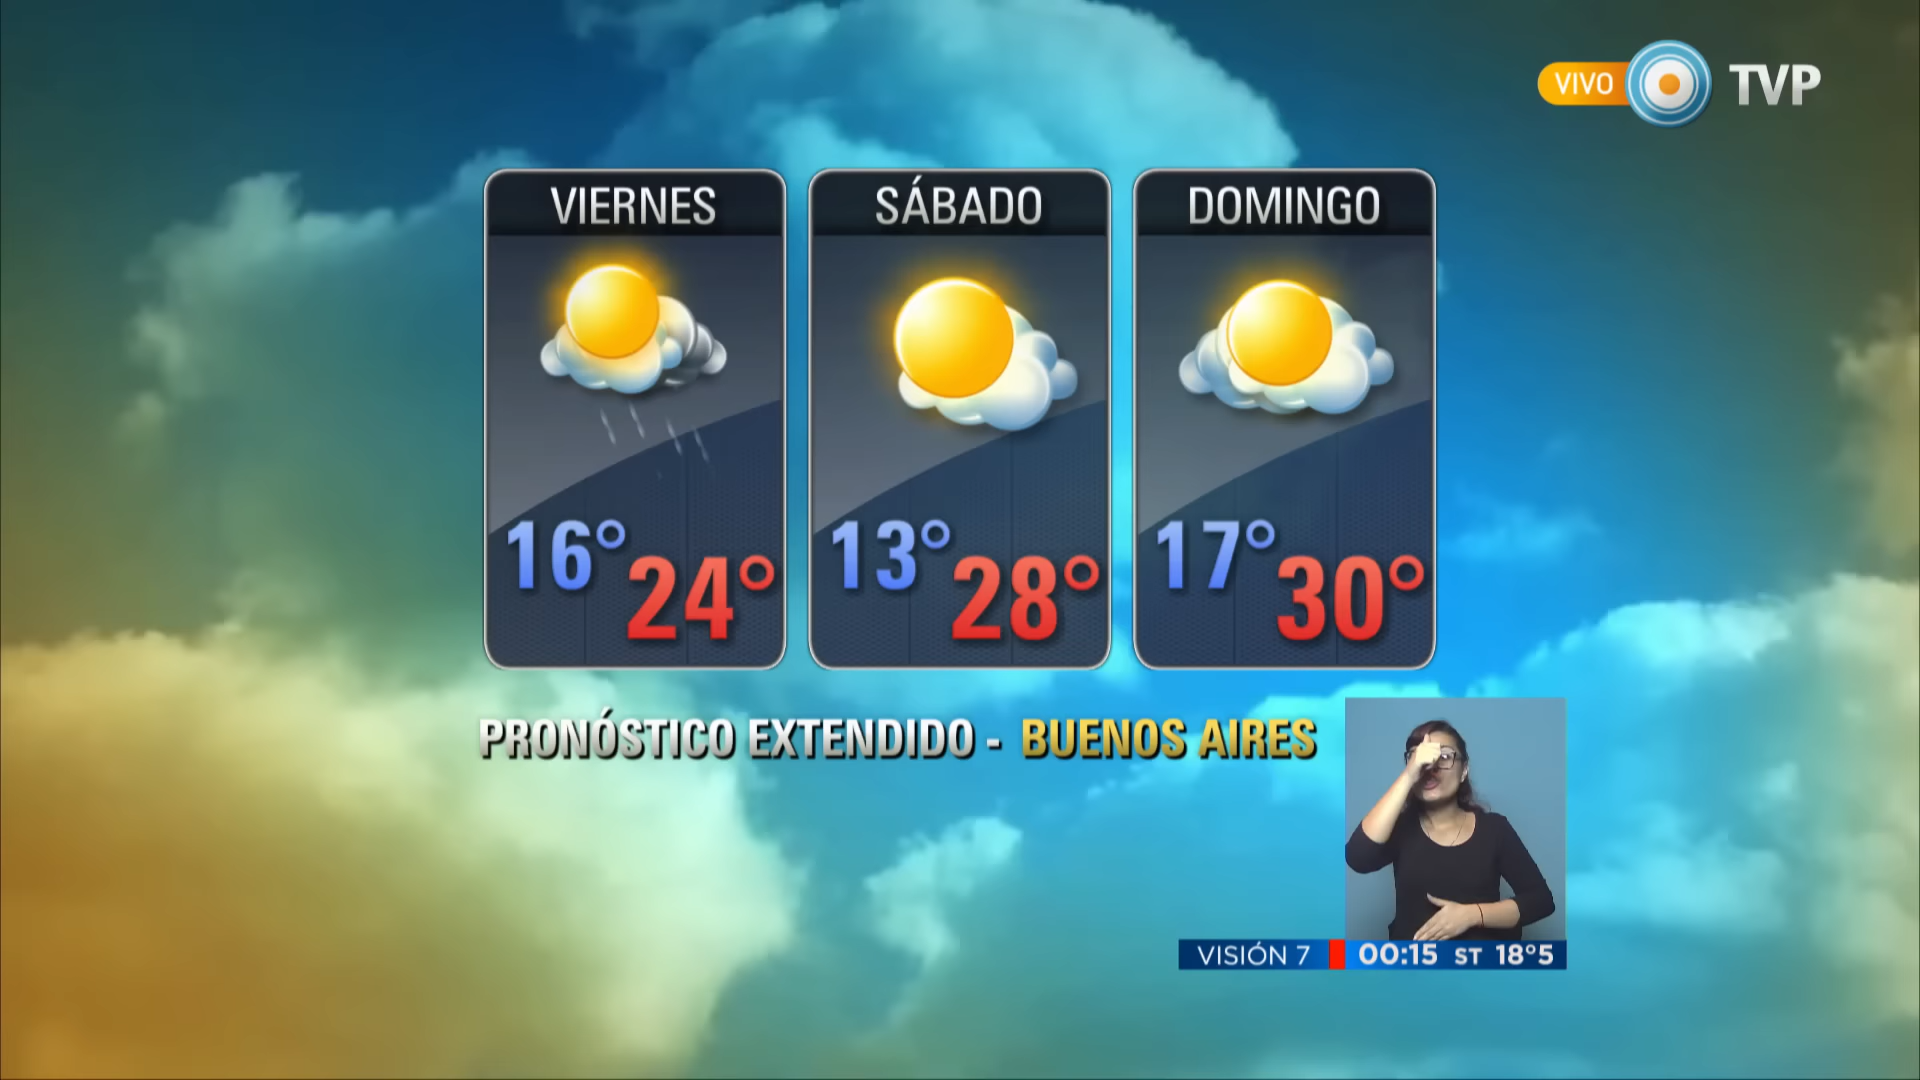 VIVO TVP
VIERNES
SÁBADO
DOMINGO
16° 24°
13° 28°
17° 30°
PRONÓSTICO EXTENDIDO - BUENOS AIRES
VISIÓN 7 00:15 ST 18°5